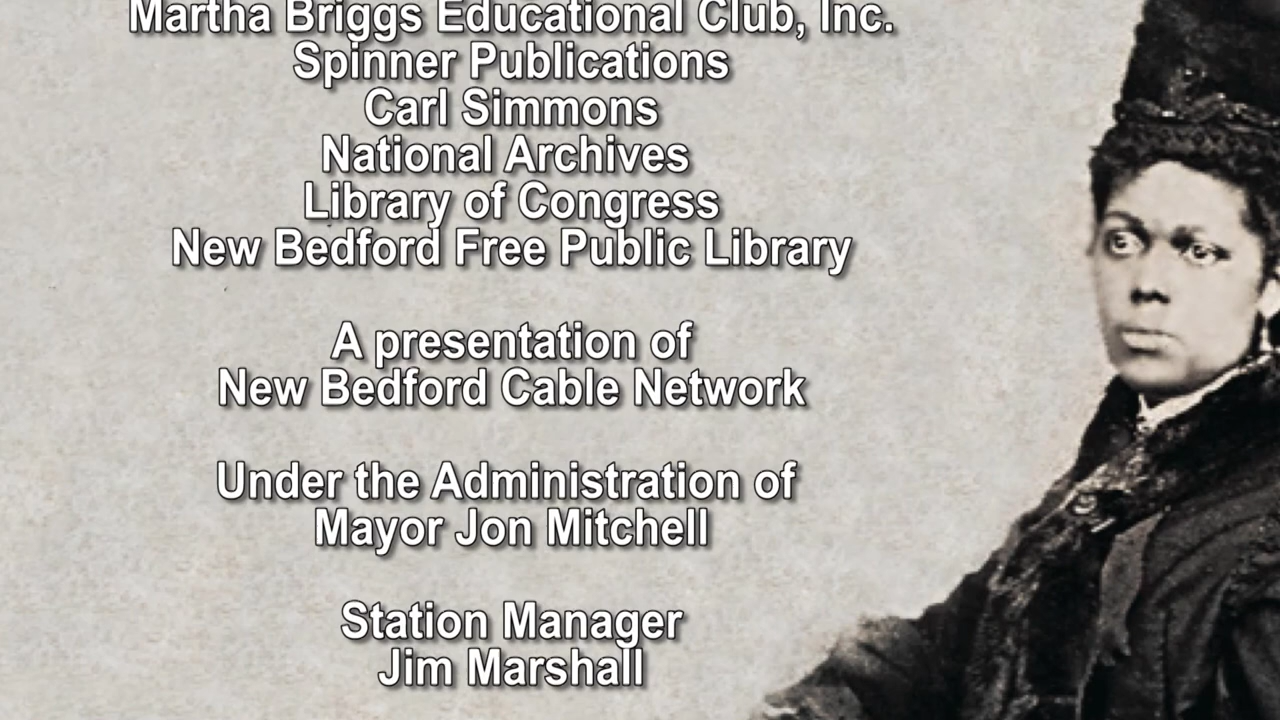 Martha Briggs Educational Club, Inc.
Spinner Publications
Carl Simmons
National Archives
Library of Congress
New Bedford Free Public Library
A presentation of
New Bedford Cable Network
Under the Administration of
Mayor Jon Mitchell
Station Manager
Jim Marshall